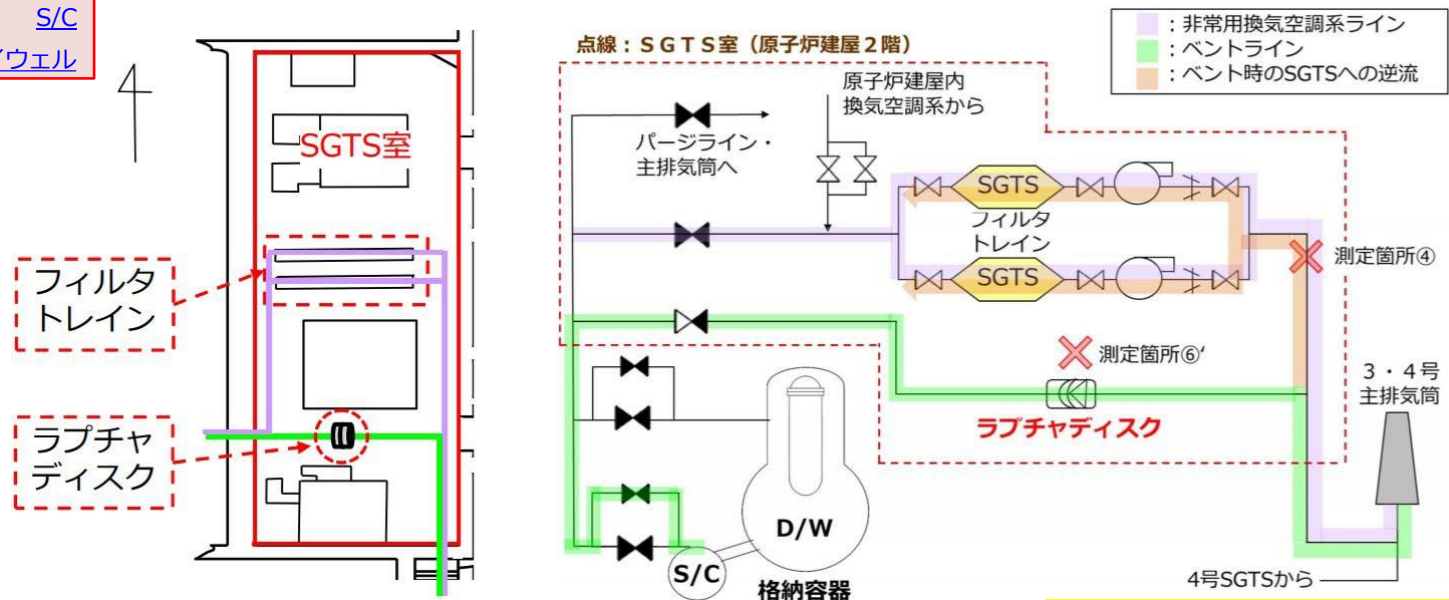 S/C
イウェル
4
SGTS室
フィルタ
トレイン
ラプチャ
ディスク
点線：ＳＧＴＳ室（原子炉建屋２階）
：非常用換気空調系ライン
：ベントライン
：ベント時のSGTSへの逆流
原子炉建屋内
換気空調系から
パージライン・
主排気筒へ
SGTS
フィルタ
トレイン
SGTS
測定箇所④
測定箇所⑥'
ラプチャディスク
３・４号
主排気筒
D/W
S/C
格納容器
4号SGTSから